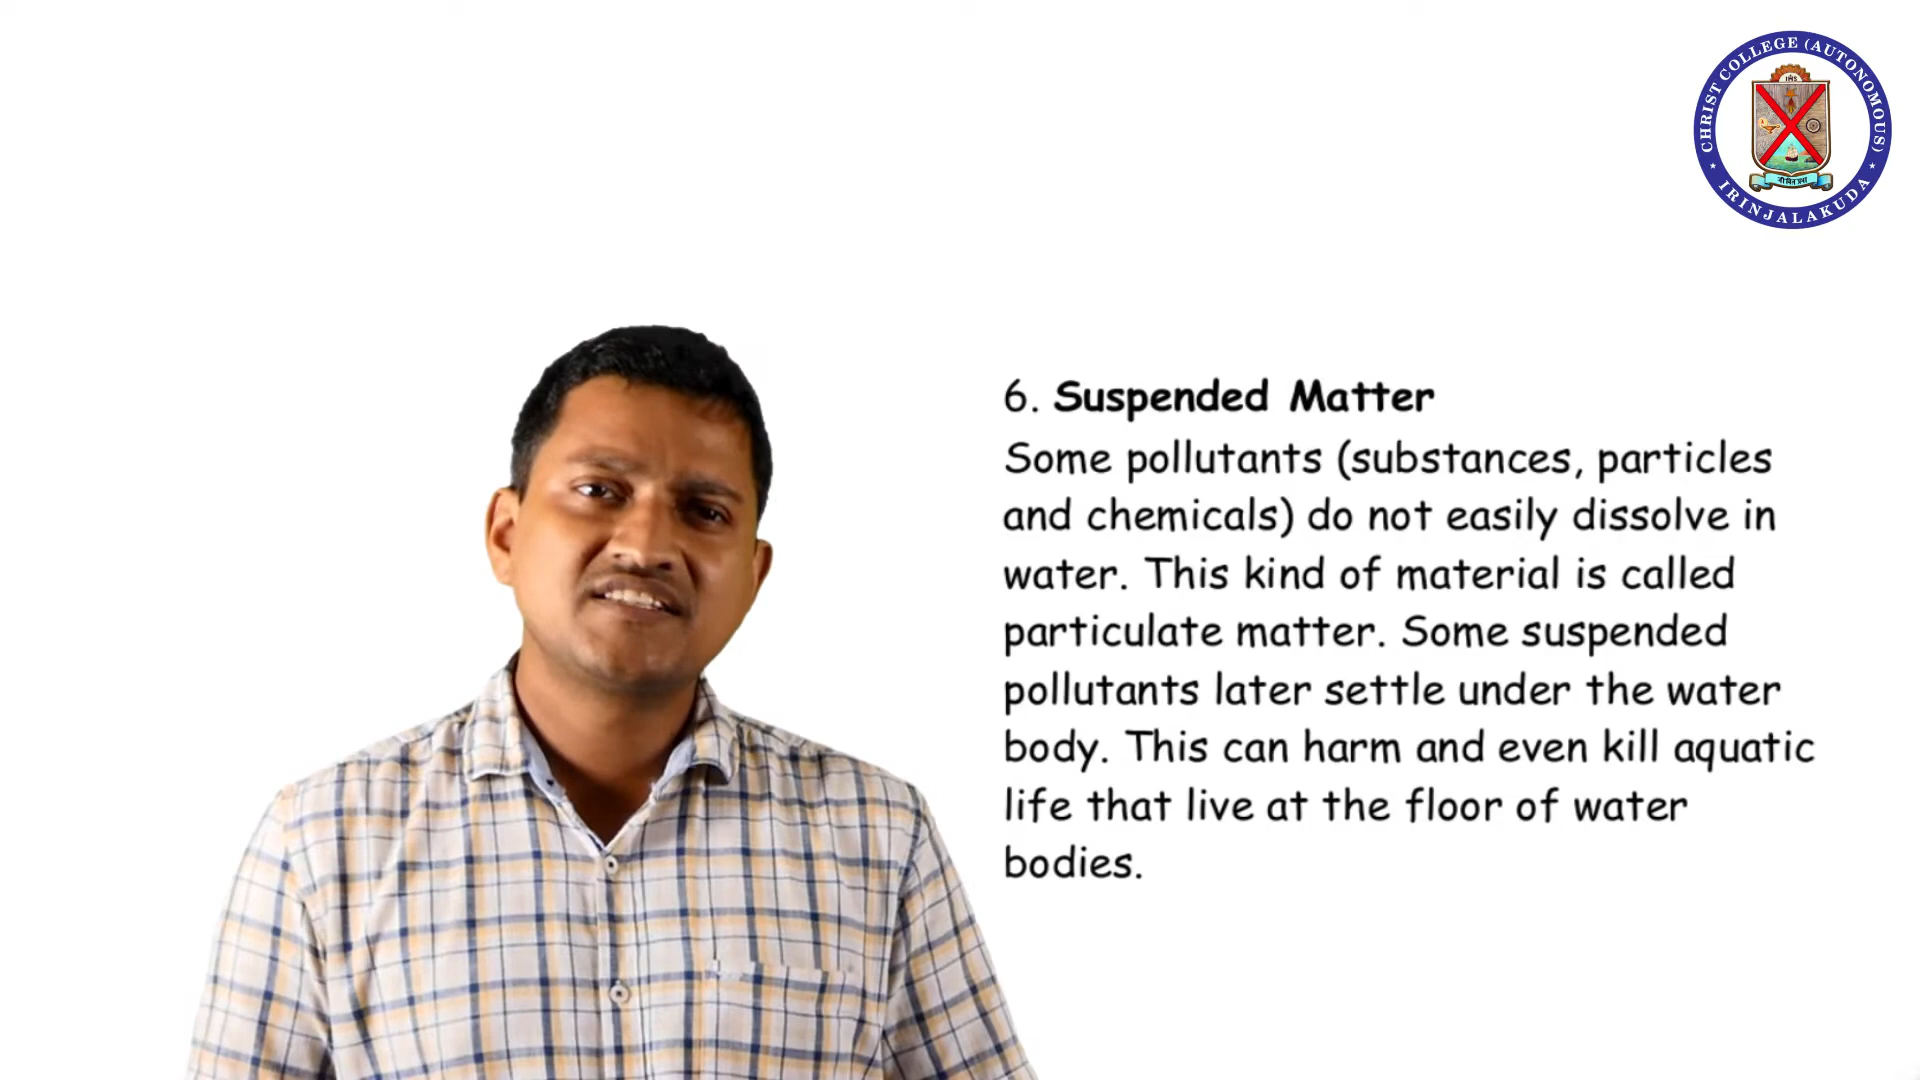 CHRIST COLLEGE (AUTONOMOUS)
IHS
जीवित प्रभा
IRINJALAKUDA
6. Suspended Matter
Some pollutants (substances, particles
and chemicals) do not easily dissolve in
water. This kind of material is called
particulate matter. Some suspended
pollutants later settle under the water
body. This can harm and even kill aquatic
life that live at the floor of water
bodies.